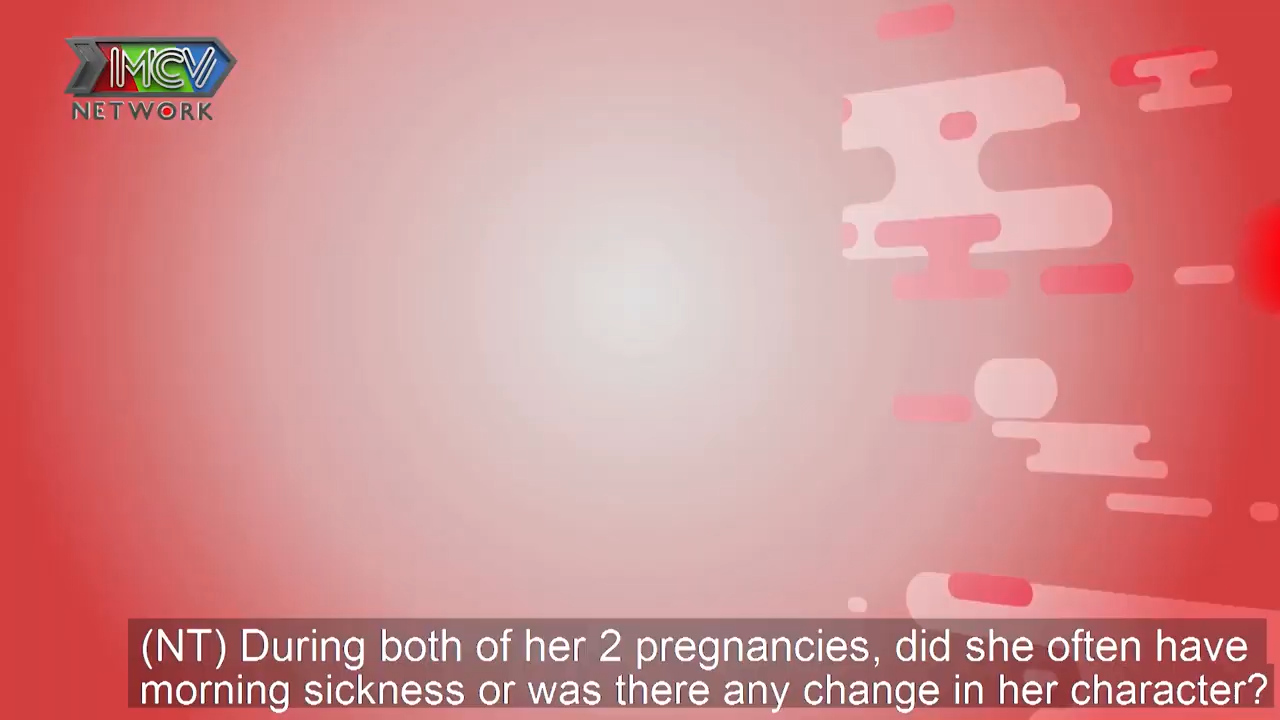 MCV
NETWORK
(NT) During both of her 2 pregnancies, did she often have
morning sickness or was there any change in her character?